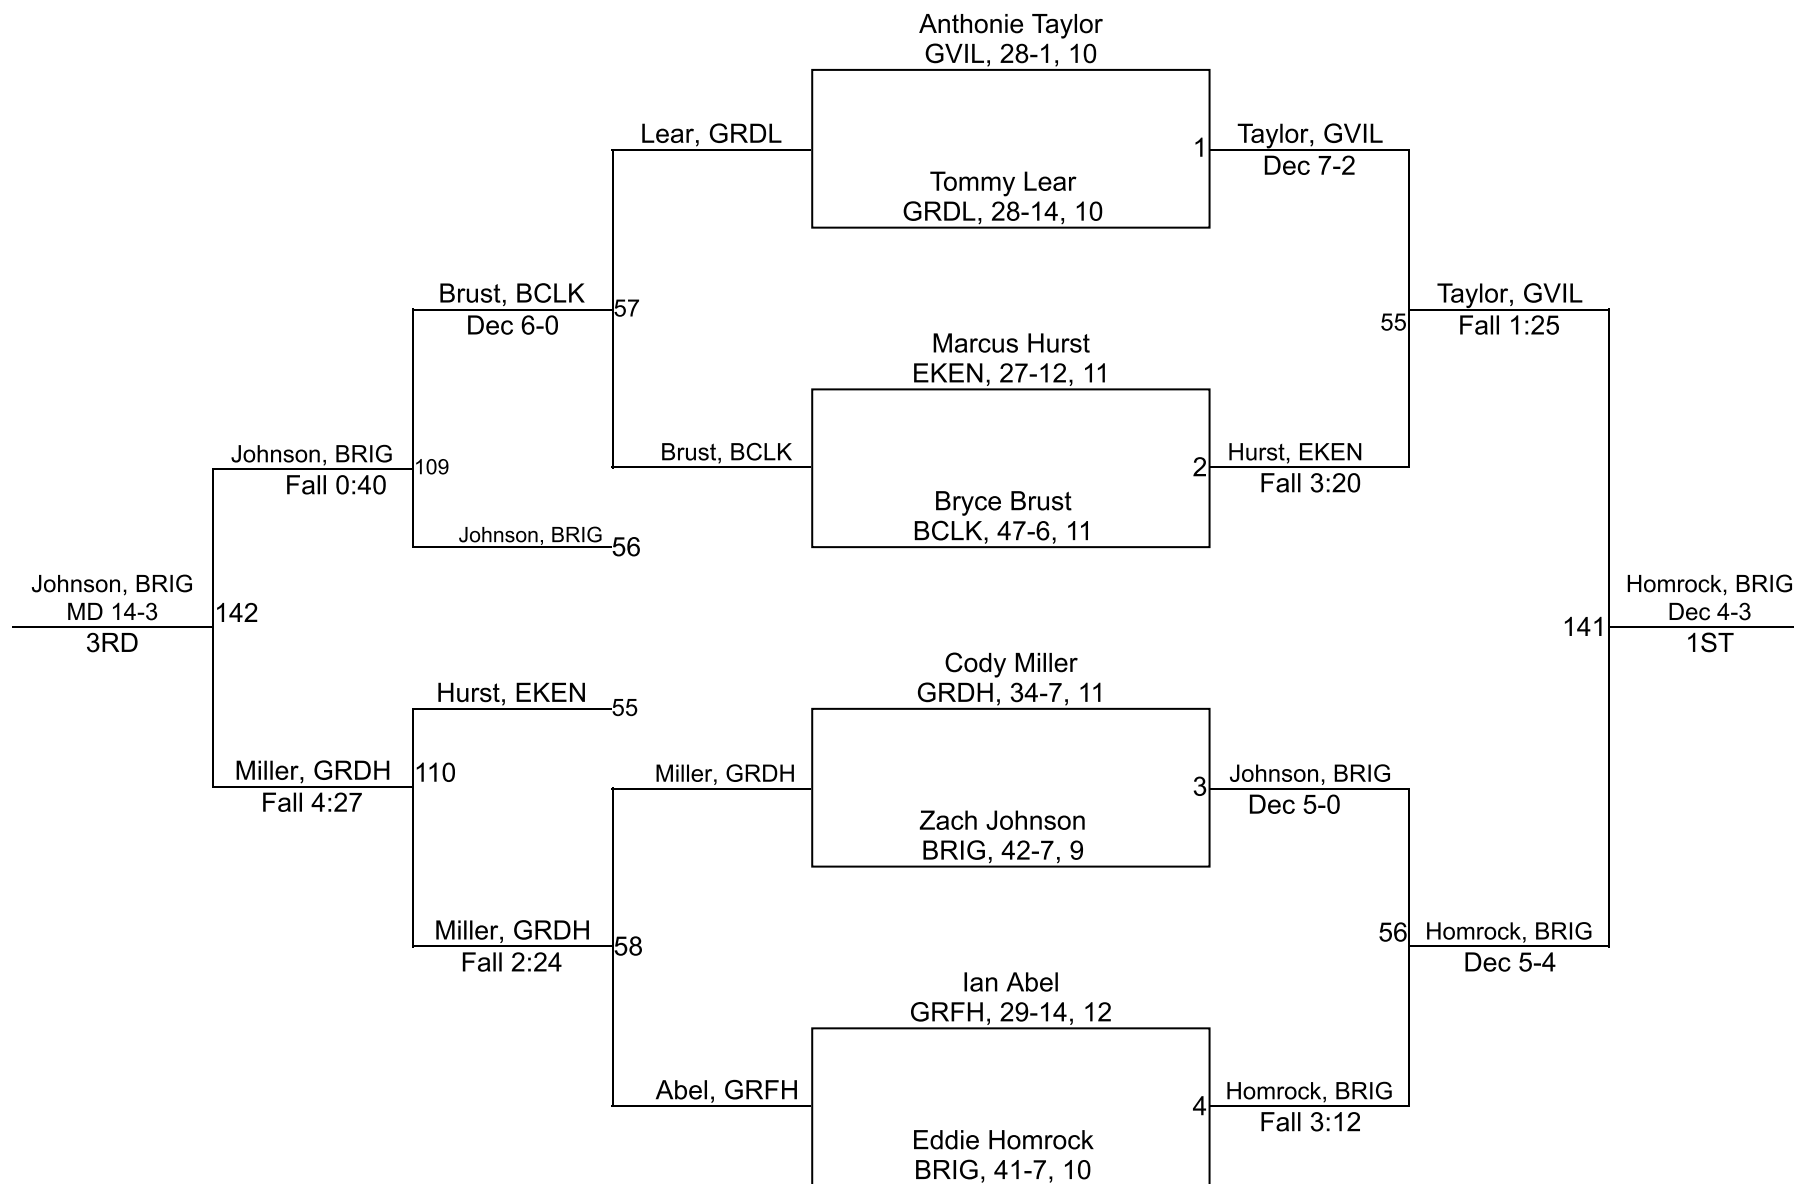 Anthonie Taylor
GVIL, 28-1, 10
Lear, GRDL
1
Taylor, GVIL
Dec 7-2
Tommy Lear
GRDL, 28-14, 10
Brust, BCLK
Dec 6-0
57
Taylor, GVIL
Fall 1:25
55
Marcus Hurst
EKEN, 27-12, 11
Johnson, BRIG
Fall 0:40
109
Brust, BCLK
2
Hurst, EKEN
Fall 3:20
Bryce Brust
BCLK, 47-6, 11
Johnson, BRIG
56
Johnson, BRIG
MD 14-3
3RD
142
141
Homrock, BRIG
Dec 4-3
1ST
Cody Miller
GRDH, 34-7, 11
Hurst, EKEN
55
Miller, GRDH
Fall 4:27
110
Miller, GRDH
3
Johnson, BRIG
Dec 5-0
Zach Johnson
BRIG, 42-7, 9
Miller, GRDH
Fall 2:24
58
56
Homrock, BRIG
Dec 5-4
Ian Abel
GRFH, 29-14, 12
Abel, GRFH
4
Homrock, BRIG
Fall 3:12
Eddie Homrock
BRIG, 41-7, 10